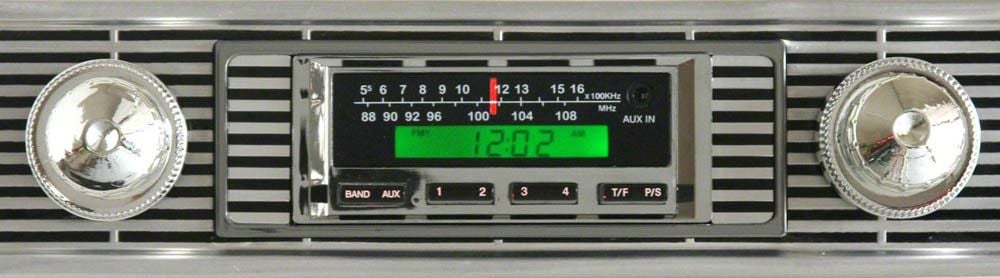 5⁵ 6 7 8 9 10 12 13 15 16 x100KHz
MHz
88 90 92 96 100 104 108
AUX IN
FM1 12:02 AM
BAND AUX 1 2 3 4 T/F P/S